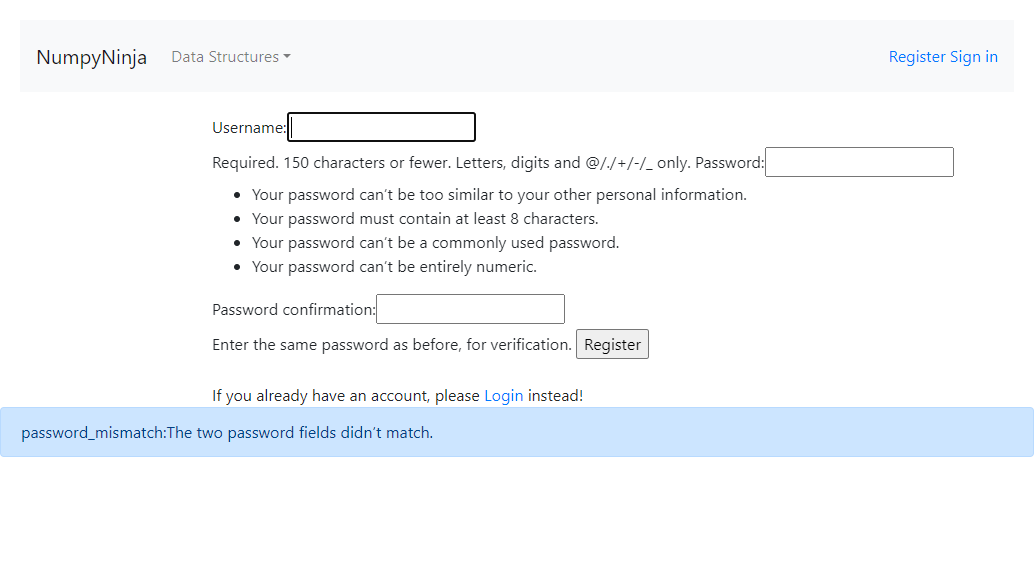 NumpyNinja Data Structures Register Sign in
Username:
Required. 150 characters or fewer. Letters, digits and @/./+/-/_ only. Password:
• Your password can’t be too similar to your other personal information.
• Your password must contain at least 8 characters.
• Your password can’t be a commonly used password.
• Your password can’t be entirely numeric.
Password confirmation:
Enter the same password as before, for verification. Register
If you already have an account, please Login instead!
password_mismatch:The two password fields didn’t match.